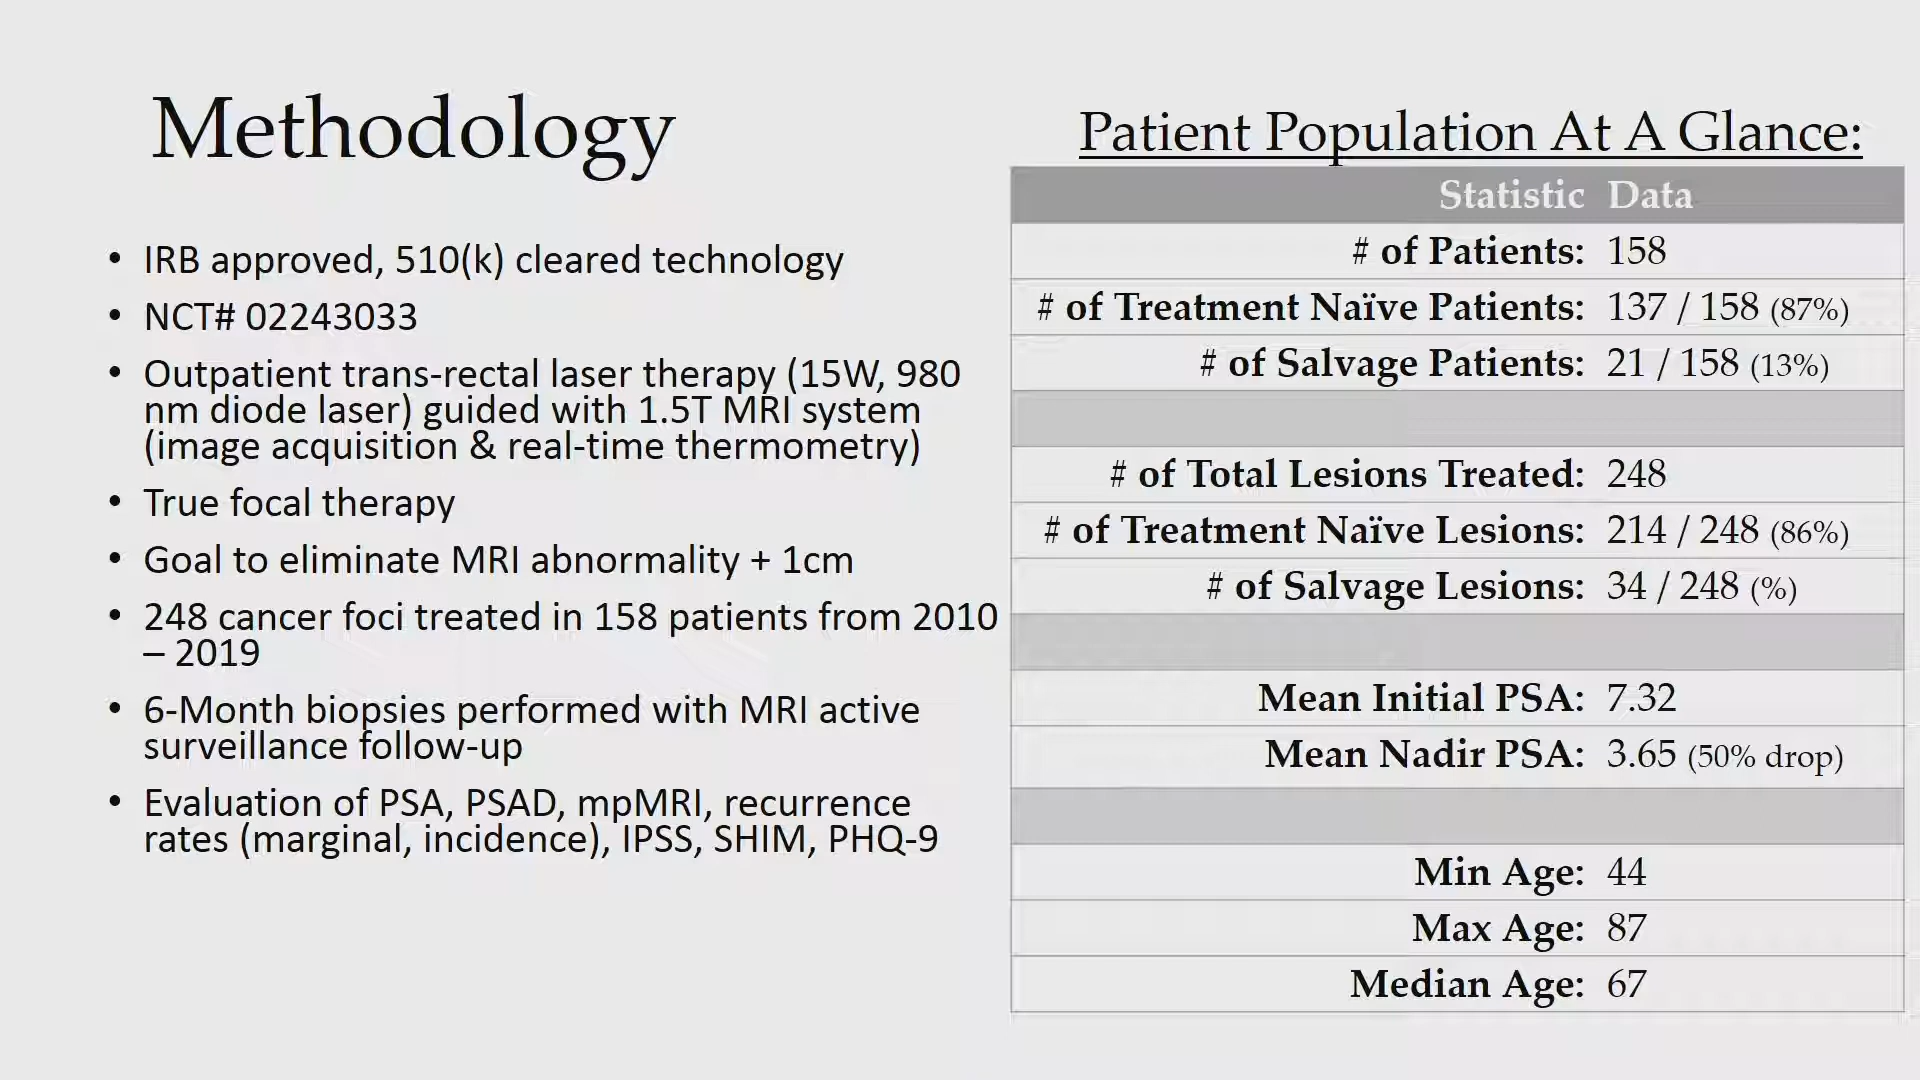 Methodology
• IRB approved, 510(k) cleared technology
• NCT# 02243033
• Outpatient trans-rectal laser therapy (15W, 980
nm diode laser) guided with 1.5T MRI system
(image acquisition & real-time thermometry)
• True focal therapy
• Goal to eliminate MRI abnormality + 1cm
• 248 cancer foci treated in 158 patients from 2010
– 2019
• 6-Month biopsies performed with MRI active
surveillance follow-up
• Evaluation of PSA, PSAD, mpMRI, recurrence
rates (marginal, incidence), IPSS, SHIM, PHQ-9
Patient Population At A Glance:
Statistic Data
# of Patients: 158
# of Treatment Naïve Patients: 137 / 158 (87%)
# of Salvage Patients: 21 / 158 (13%)
# of Total Lesions Treated: 248
# of Treatment Naïve Lesions: 214 / 248 (86%)
# of Salvage Lesions: 34 / 248 (%)
Mean Initial PSA: 7.32
Mean Nadir PSA: 3.65 (50% drop)
Min Age: 44
Max Age: 87
Median Age: 67